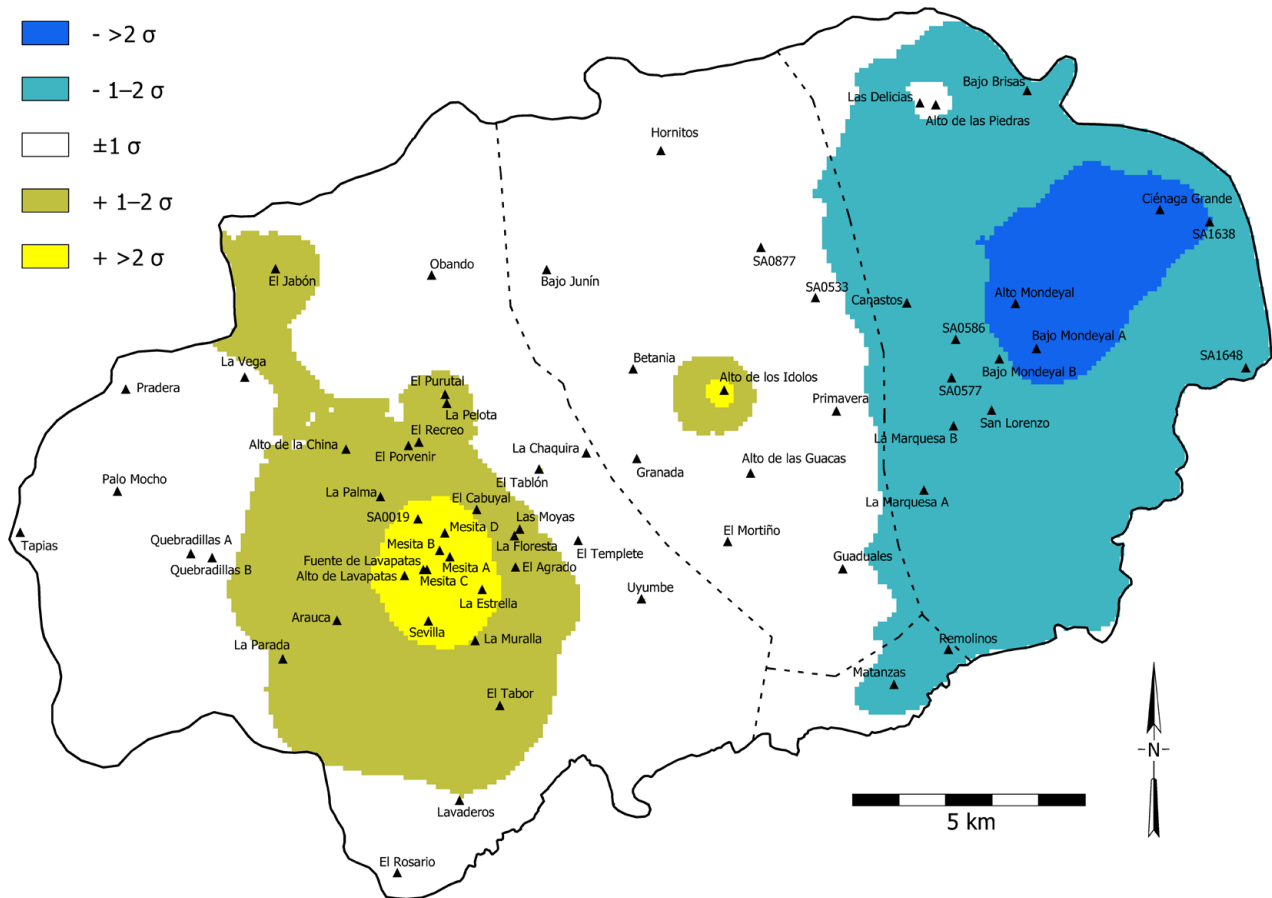 - >2 σ
- 1–2 σ
±1 σ
+ 1–2 σ
+ >2 σ
Bajo Brisas
Las Delicias
Alto de las Piedras
Hornitos
Ciénaga Grande
SA1638
SA0877
Obando
Bajo Junín
El Jabón
SA0533
Canastos
Alto Mondeyal
SA0586
Bajo Mondeyal A
Bajo Mondeyal B
SA1648
La Vega
Pradera
Betania
Alto de los Idolos
SA0577
El Purutal
La Pelota
Primavera
San Lorenzo
La Marquesa B
El Recreo
Alto de la China
El Porvenir
La Chaquira
Granada
Alto de las Guacas
El Tablón
Palo Mocho
La Palma
El Cabuyal
La Marquesa A
SA0019
Las Moyas
Mesita D
Tapias
Quebradillas A
Mesita B
La Floresta
El Templete
El Mortiño
Quebradillas B
Fuente de Lavapatas
Mesita A
El Agrado
Guaduales
Alto de Lavapatas
Mesita C
La Estrella
Uyumbe
Arauca
Sevilla
La Muralla
La Parada
Remolinos
Matanzas
El Tabor
N
Lavaderos
5 km
El Rosario